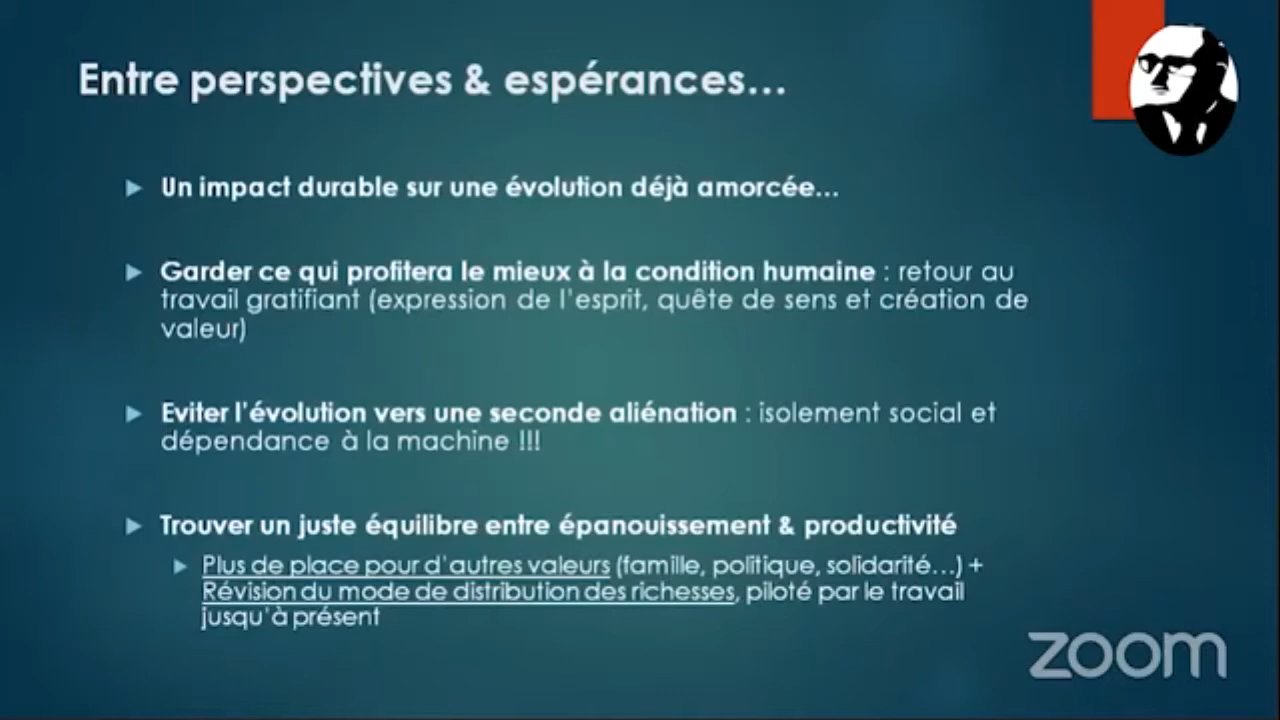 Entre perspectives & espérances...
Un impact durable sur une évolution déjà amorcée...
Garder ce qui profitera le mieux à la condition humaine : retour au
travail gratifiant (expression de l'esprit, quête de sens et création de
valeur)
Eviter l'évolution vers une seconde aliénation : isolement social et
dépendance à la machine !!!
Trouver un juste équilibre entre épanouissement & productivité
Plus de place pour d'autres valeurs (famille, politique, solidarité...) +
Révision du mode de distribution des richesses, piloté par le travail
jusqu'à présent
zoom